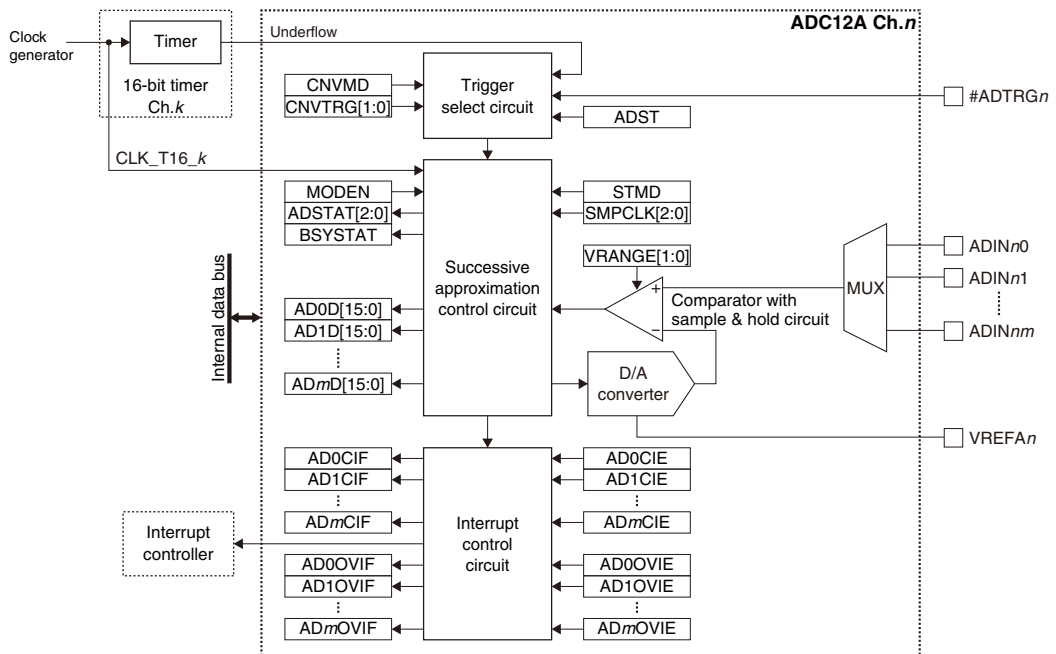 ADC12A Ch.n
Clock
generator
Timer
16-bit timer
Ch.k
Underflow
CNVMD
CNVTRG[1:0]
Trigger
select circuit
ADST
#ADTRGn
CLK_T16_k
MODEN
ADSTAT[2:0]
BSYSTAT
STMD
SMPCLK[2:0]
VRANGE[1:0]
Successive
approximation
control circuit
Internal data bus
AD0D[15:0]
AD1D[15:0]
ADmD[15:0]
+
−
Comparator with
sample & hold circuit
MUX
ADINn0
ADINn1
ADINnm
D/A
converter
VREFAn
AD0CIF
AD1CIF
ADmCIF
AD0OVIF
AD1OVIF
ADmOVIF
Interrupt
control
circuit
AD0CIE
AD1CIE
ADmCIE
AD0OVIE
AD1OVIE
ADmOVIE
Interrupt
controller